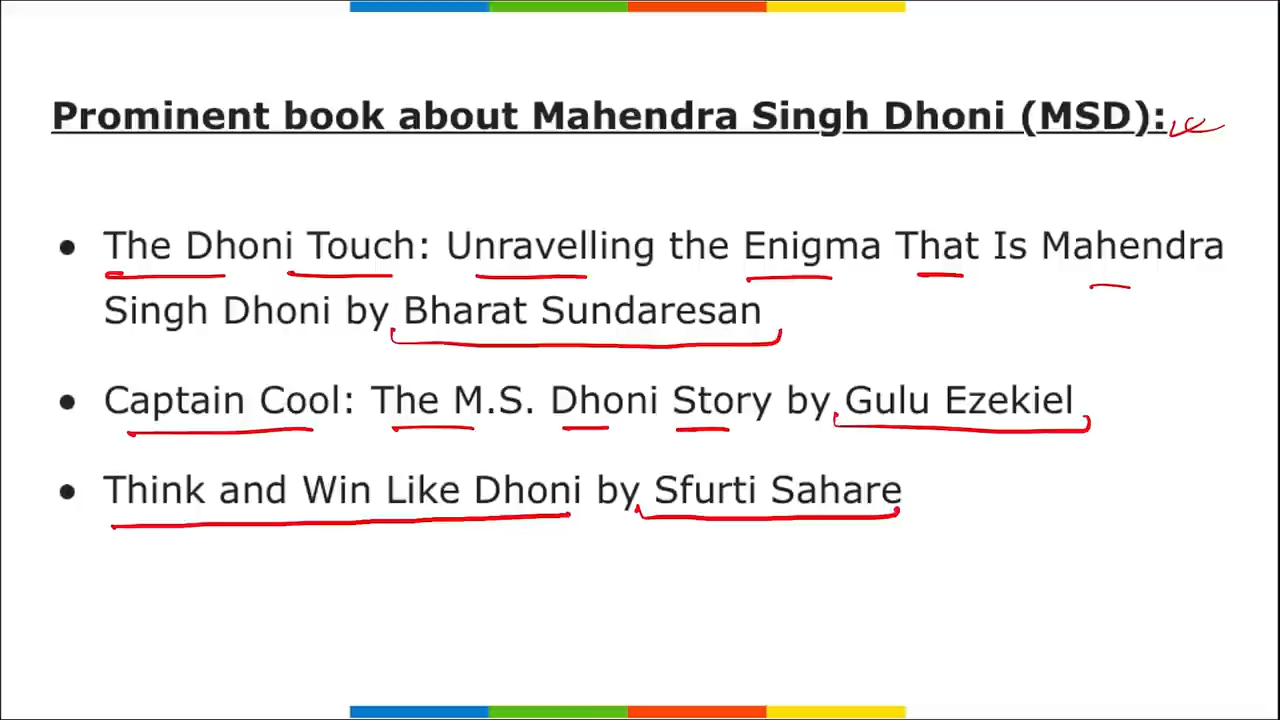 Prominent book about Mahendra Singh Dhoni (MSD):
● The Dhoni Touch: Unravelling the Enigma That Is Mahendra
Singh Dhoni by Bharat Sundaresan
● Captain Cool: The M.S. Dhoni Story by Gulu Ezekiel
● Think and Win Like Dhoni by Sfurti Sahare